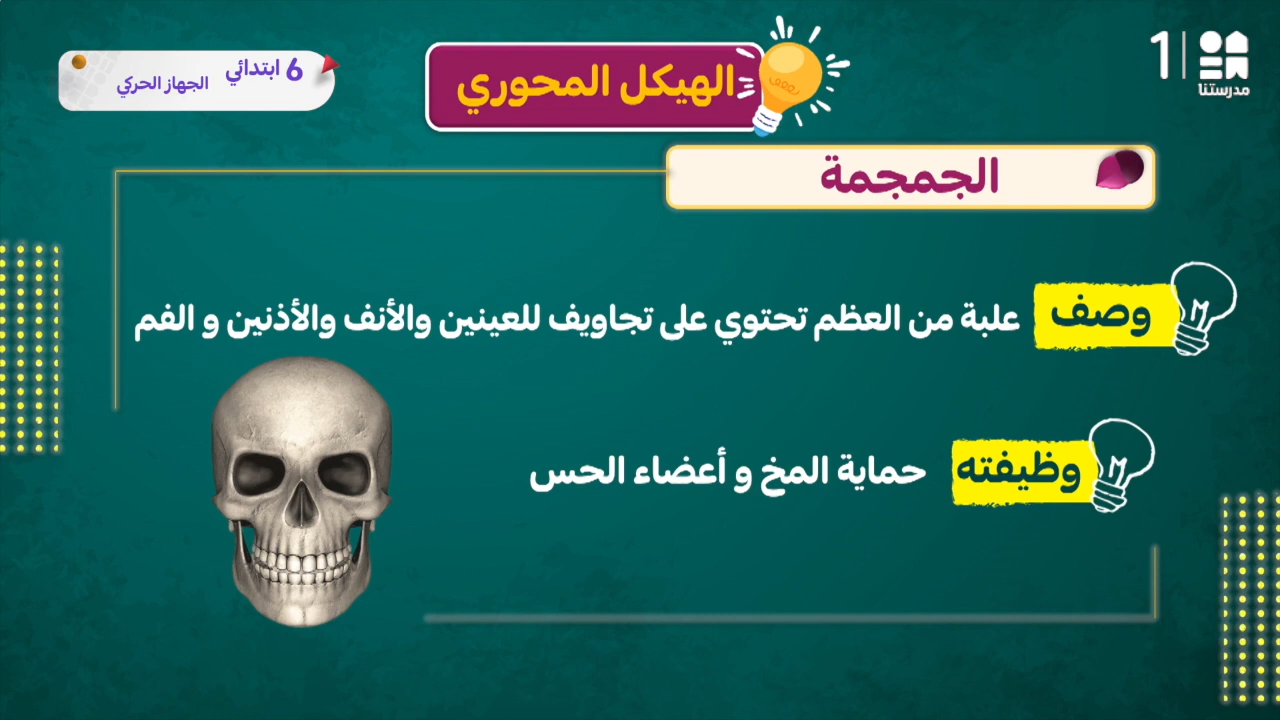 1
مدرستنا
6 ابتدائي
الجهاز الحركي
الهيكل المحوري
الجمجمة
وصف
علبة من العظم تحتوي على تجاويف للعينين والأنف والأذنين و الفم
وظيفته
حماية المخ و أعضاء الحس